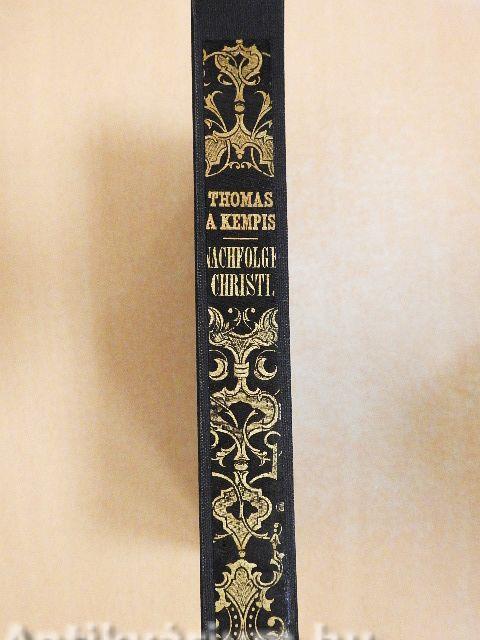 THOMAS
A KEMPIS
NACHFOLGE
CHRISTI.